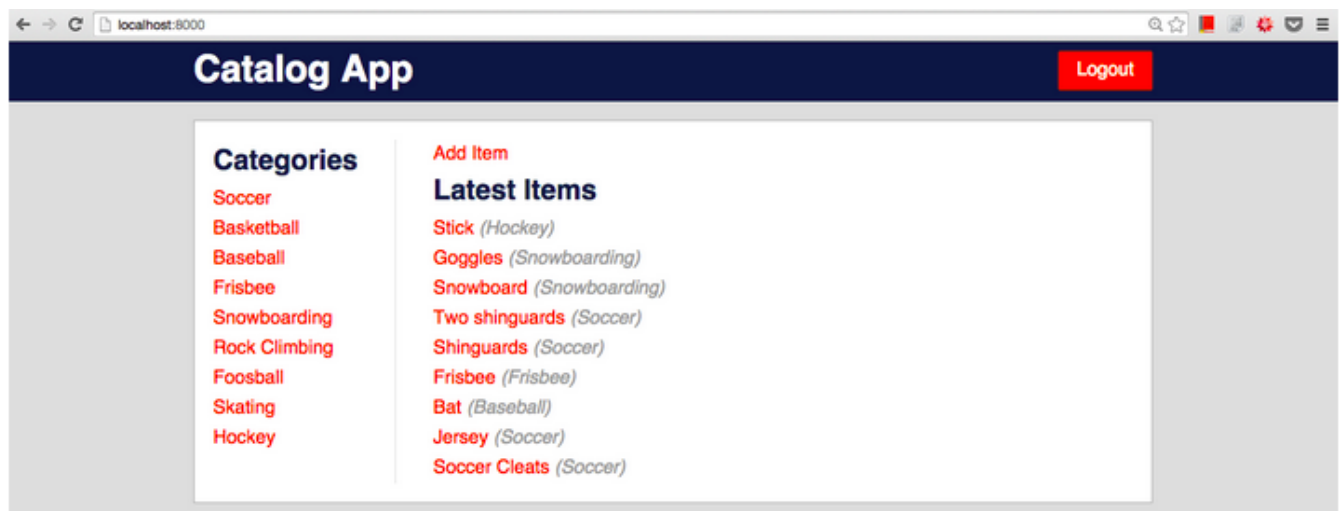 localhost:8000
Catalog App
Logout
Categories
Soccer
Basketball
Baseball
Frisbee
Snowboarding
Rock Climbing
Foosball
Skating
Hockey
Add Item
Latest Items
Stick (Hockey)
Goggles (Snowboarding)
Snowboard (Snowboarding)
Two shinguards (Soccer)
Shinguards (Soccer)
Frisbee (Frisbee)
Bat (Baseball)
Jersey (Soccer)
Soccer Cleats (Soccer)